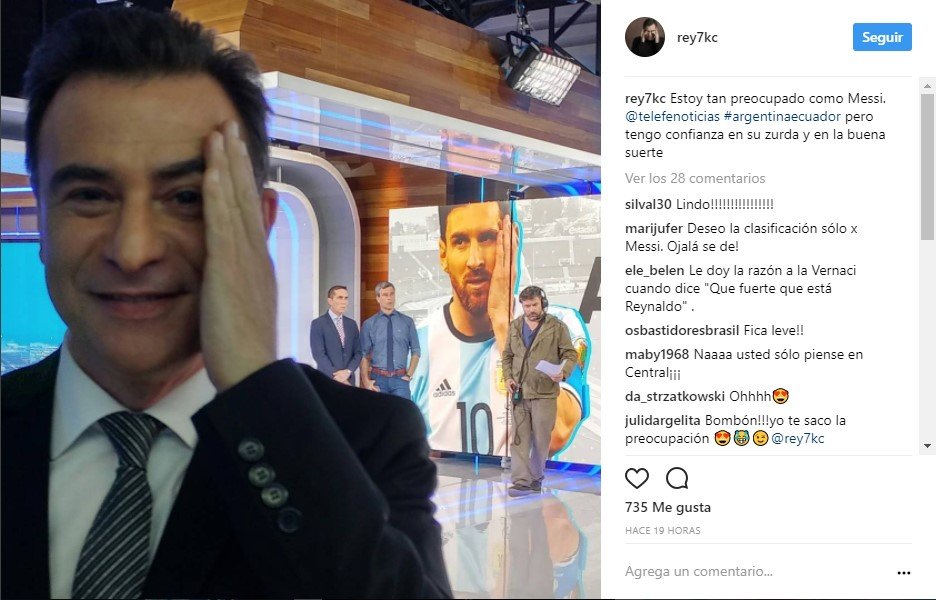 rey7kc
Seguir
rey7kc Estoy tan preocupado como Messi.
@telefenoticias #argentinaecuador pero
tengo confianza en su zurda y en la buena
suerte
Ver los 28 comentarios
silval30 Lindo!!!!!!!!!!!!!!!!
marijufer Deseo la clasificación sólo x
Messi. Ojalá se de!
ele_belen Le doy la razón a la Vernaci
cuando dice "Que fuerte que está
Reynaldo" .
osbastidoresbrasil Fica leve!!
maby1968 Naaaa usted sólo piense en
Central¡¡¡
da_strzatkowski Ohhhh😍
julidargelita Bombón!!!yo te saco la
preocupación 😍😹😉@rey7kc
735 Me gusta
HACE 19 HORAS
Agrega un comentario...
adidas
10